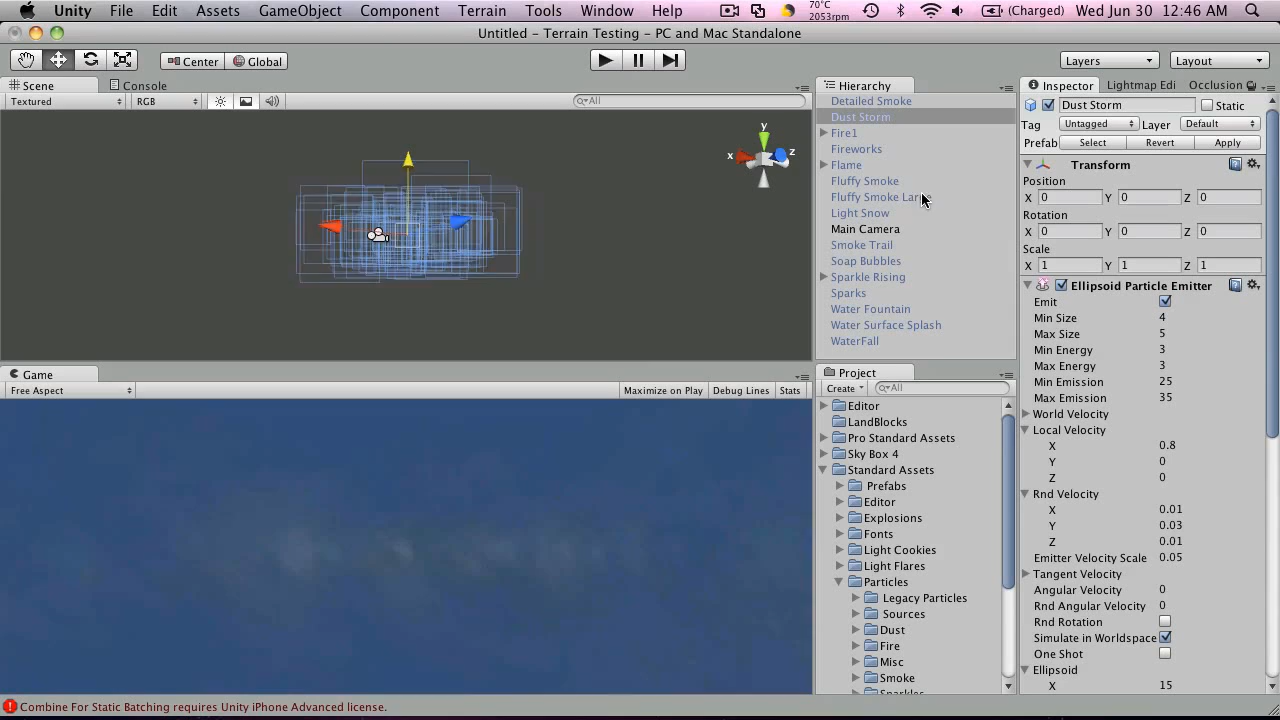 Unity File Edit Assets GameObject Component Terrain Tools Window Help 70°C 2053rpm (Charged) Wed Jun 30 12:46 AM
Untitled - Terrain Testing - PC and Mac Standalone
Center Global Layers Layout
Scene Console
Textured RGB All
y
x z
Game
Free Aspect Maximize on Play Debug Lines Stats
Hierarchy
Detailed Smoke
Dust Storm
Fire1
Fireworks
Flame
Fluffy Smoke
Fluffy Smoke Lar
Light Snow
Main Camera
Smoke Trail
Soap Bubbles
Sparkle Rising
Sparks
Water Fountain
Water Surface Splash
WaterFall
Project
Create All
Editor
LandBlocks
Pro Standard Assets
Sky Box 4
Standard Assets
Prefabs
Editor
Explosions
Fonts
Light Cookies
Light Flares
Particles
Legacy Particles
Sources
Dust
Fire
Misc
Smoke
Sparkles
Inspector Lightmap Edi Occlusion
Dust Storm Static
Tag Untagged Layer Default
Prefab Select Revert Apply
Transform
Position
X 0 Y 0 Z 0
Rotation
X 0 Y 0 Z 0
Scale
X 1 Y 1 Z 1
Ellipsoid Particle Emitter
Emit
Min Size 4
Max Size 5
Min Energy 3
Max Energy 3
Min Emission 25
Max Emission 35
World Velocity
Local Velocity
X 0.8
Y 0
Z 0
Rnd Velocity
X 0.01
Y 0.03
Z 0.01
Emitter Velocity Scale 0.05
Tangent Velocity
Angular Velocity 0
Rnd Angular Velocity 0
Rnd Rotation
Simulate in Worldspace
One Shot
Ellipsoid
X 15
Combine For Static Batching requires Unity iPhone Advanced license.